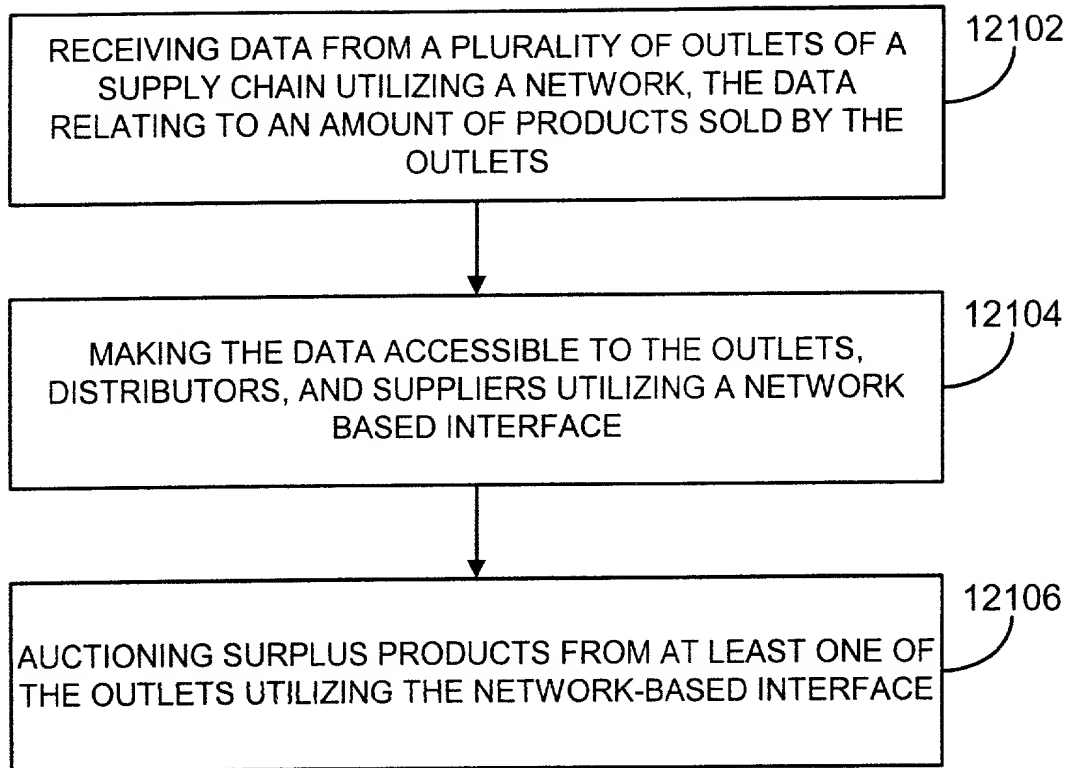 12102
RECEIVING DATA FROM A PLURALITY OF OUTLETS OF A
SUPPLY CHAIN UTILIZING A NETWORK, THE DATA
RELATING TO AN AMOUNT OF PRODUCTS SOLD BY THE
OUTLETS
12104
MAKING THE DATA ACCESSIBLE TO THE OUTLETS,
DISTRIBUTORS, AND SUPPLIERS UTILIZING A NETWORK
BASED INTERFACE
12106
AUCTIONING SURPLUS PRODUCTS FROM AT LEAST ONE OF
THE OUTLETS UTILIZING THE NETWORK-BASED INTERFACE